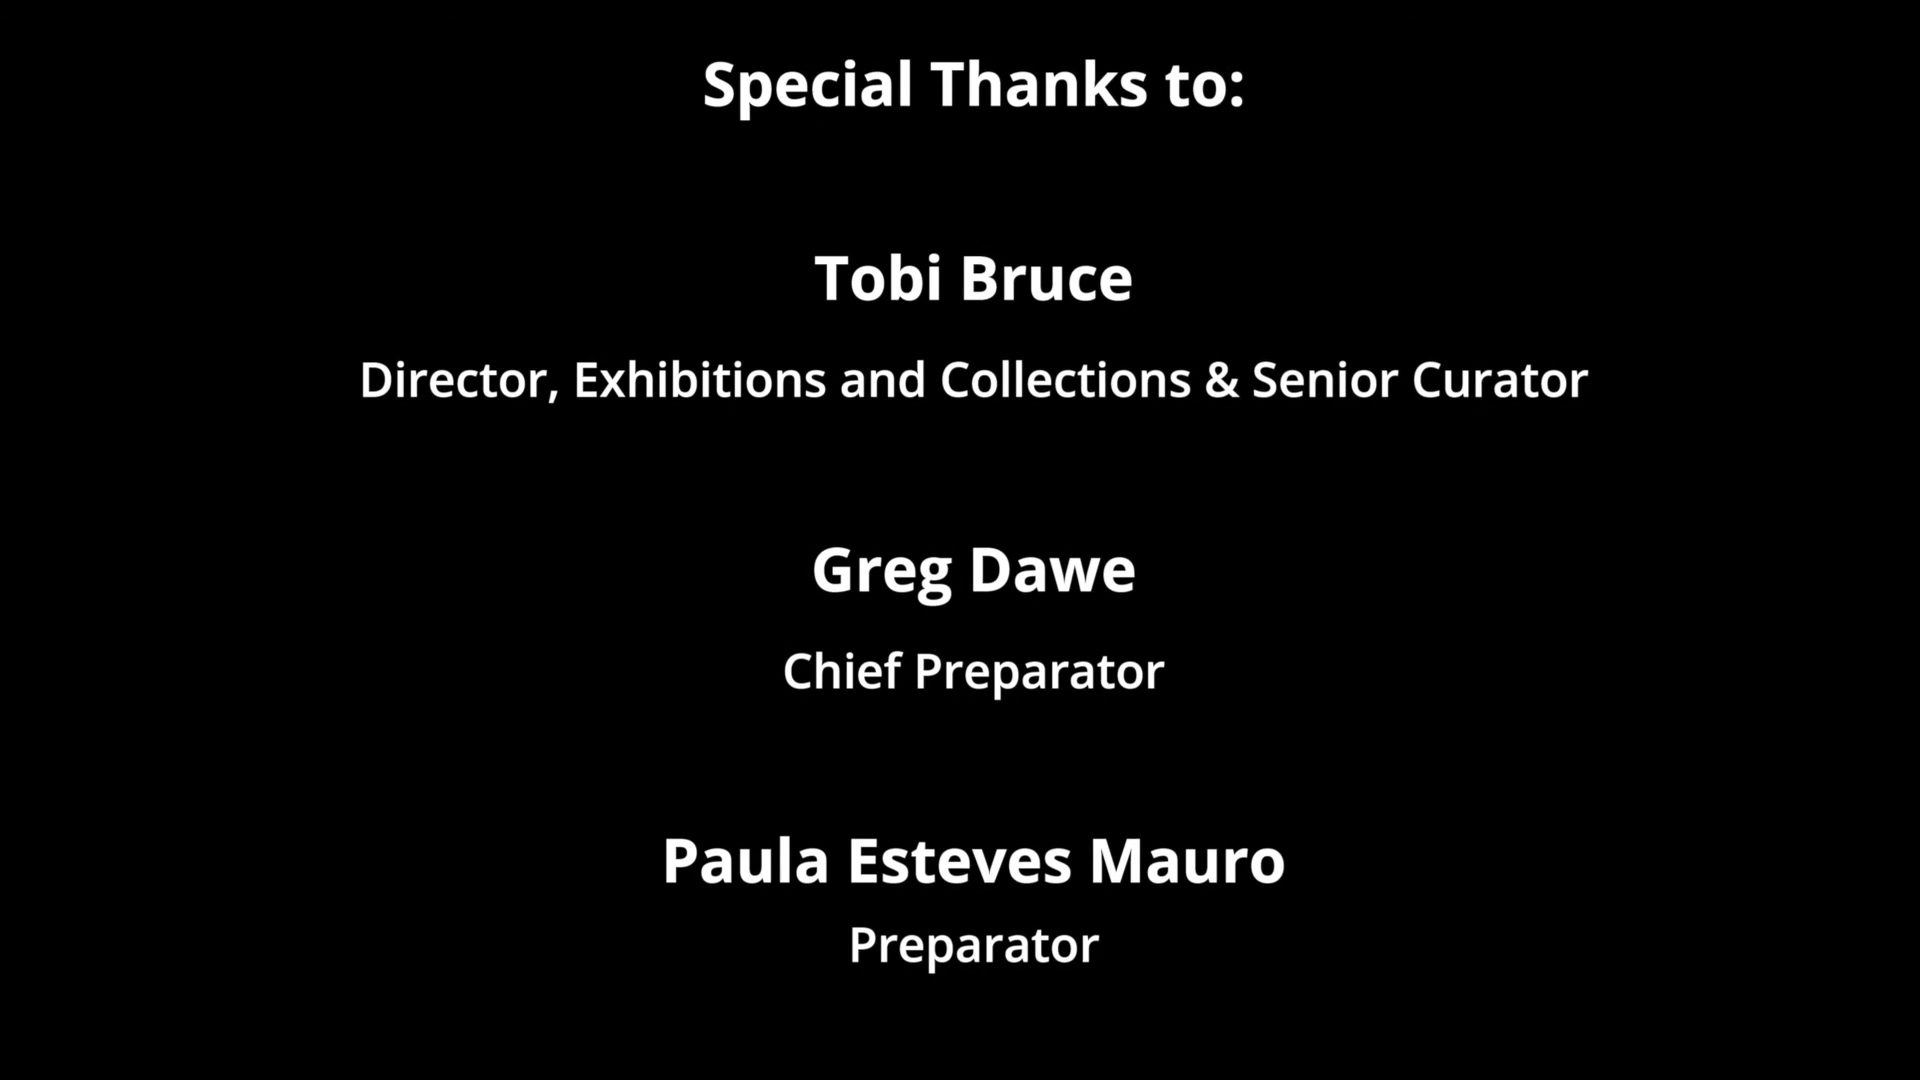 Special Thanks to:
Tobi Bruce
Director, Exhibitions and Collections & Senior Curator
Greg Dawe
Chief Preparator
Paula Esteves Mauro
Preparator